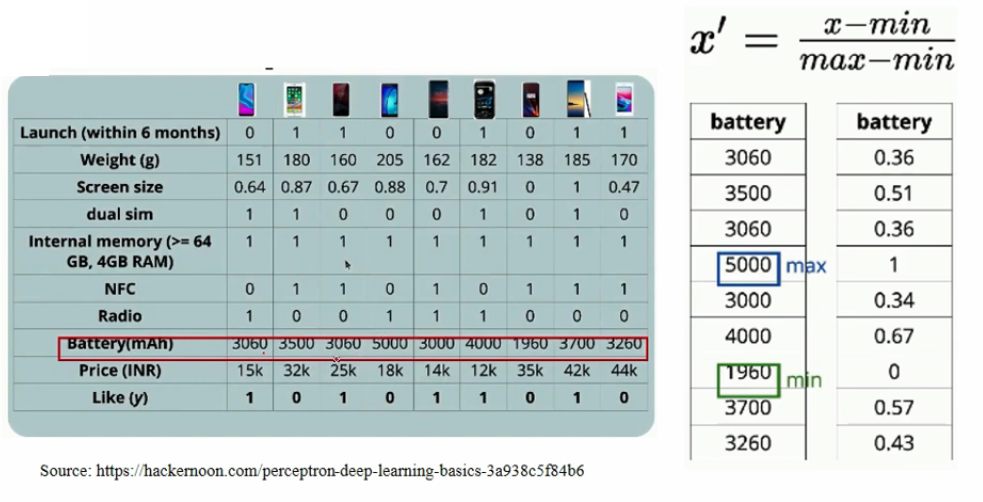 x' = x−min / max−min
Launch (within 6 months) 0 1 1 0 0 1 0 1 1
Weight (g) 151 180 160 205 162 182 138 185 170
Screen size 0.64 0.87 0.67 0.88 0.7 0.91 0 1 0.47
dual sim 1 1 0 0 0 1 0 1 0
Internal memory (>= 64 1 1 1 1 1 1 1 1 1
GB, 4GB RAM)
NFC 0 1 1 0 1 0 1 1 1
Radio 1 0 0 1 1 1 0 0 0
Battery(mAh) 3060 3500 3060 5000 3000 4000 1960 3700 3260
Price (INR) 15k 32k 25k 18k 14k 12k 35k 42k 44k
Like (y) 1 0 1 0 1 1 0 1 0
Source: https://hackernoon.com/perceptron-deep-learning-basics-3a938c5f84b6
battery battery
3060 0.36
3500 0.51
3060 0.36
5000 max 1
3000 0.34
4000 0.67
1960 min 0
3700 0.57
3260 0.43